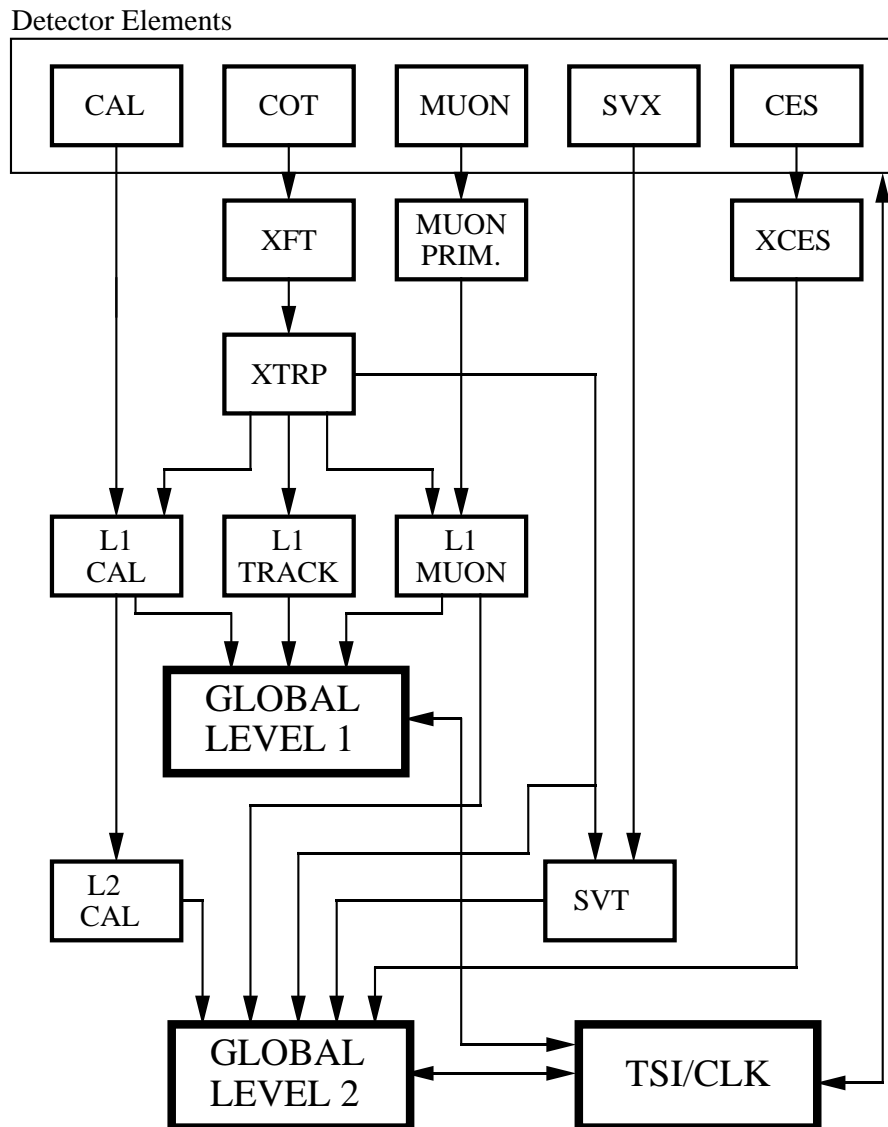 Detector Elements
CAL
COT
MUON
SVX
CES
XFT
MUON
PRIM.
XCES
XTRP
L1
CAL
L1
TRACK
L1
MUON
GLOBAL
LEVEL 1
L2
CAL
SVT
GLOBAL
LEVEL 2
TSI/CLK